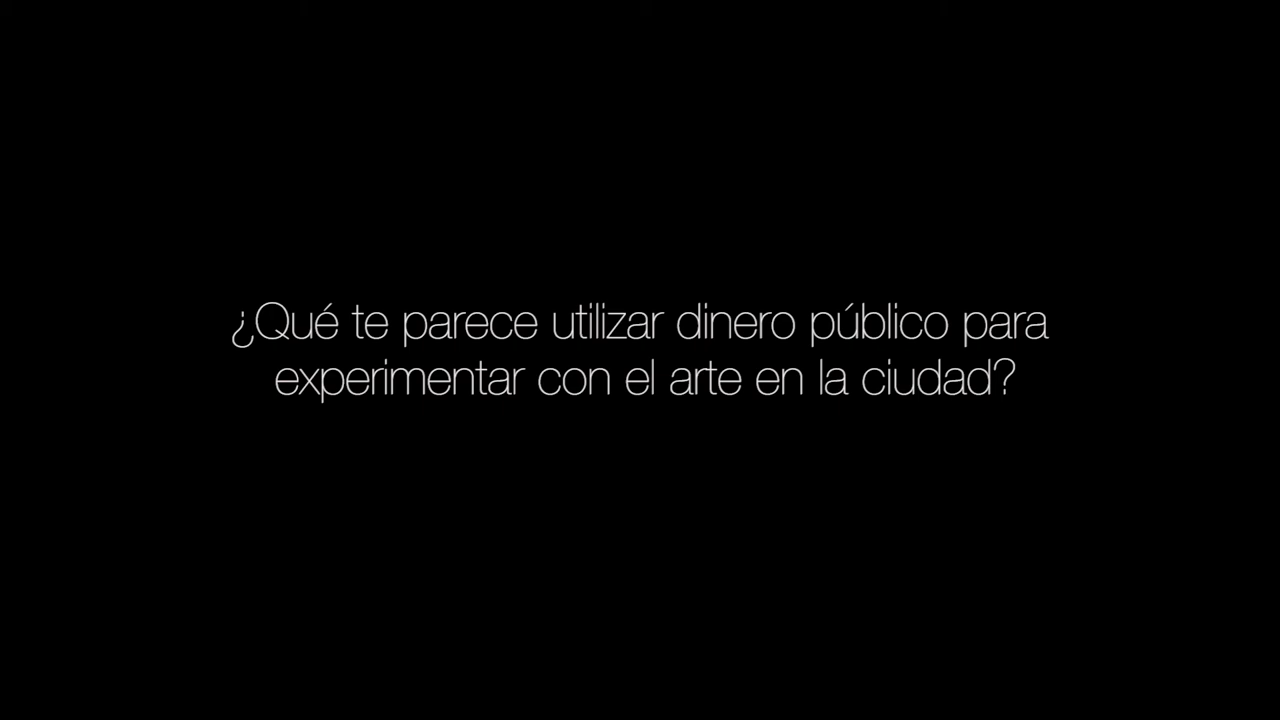 ¿Qué te parece utilizar dinero público para
experimentar con el arte en la ciudad?